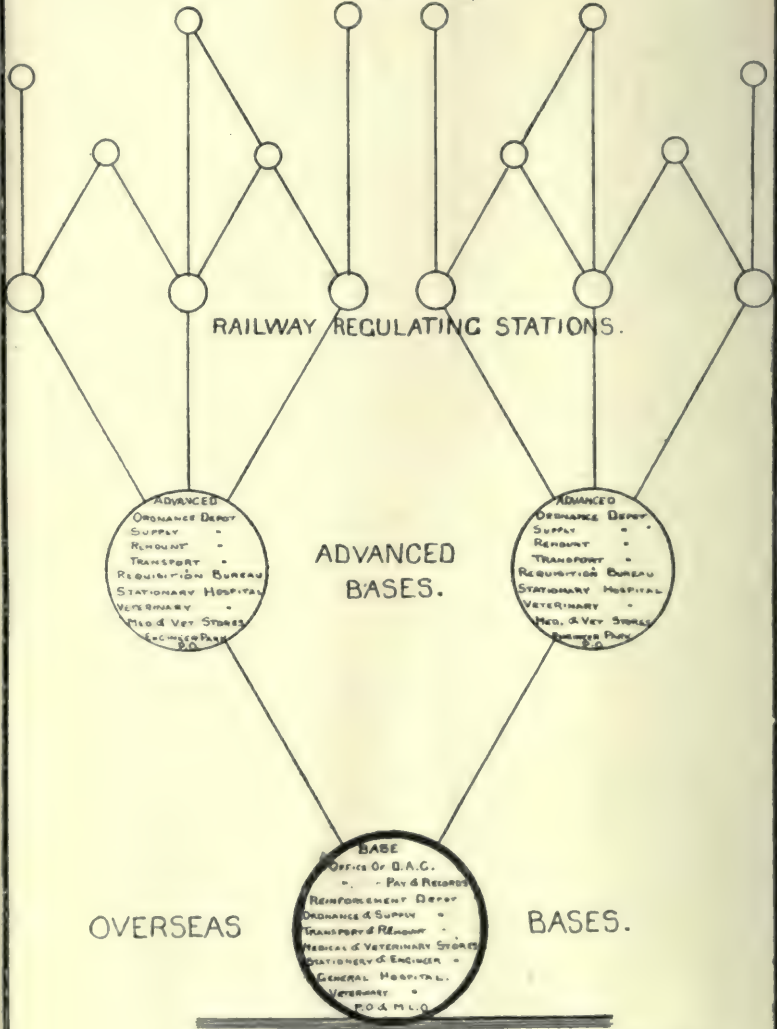 RAILWAY REGULATING STATIONS.
ADVANCED
ORDNANCE DEPOT
SUPPLY "
REMOUNT "
TRANSPORT "
REQUISITION BUREAU
STATIONARY HOSPITAL
VETERINARY "
MED. & VET STORES
ENGINEER PARK
P.O.
ADVANCED
BASES.
ADVANCED
ORDNANCE DEPOT
SUPPLY "
REMOUNT "
TRANSPORT "
REQUISITION BUREAU
STATIONARY HOSPITAL
VETERINARY "
MED. & VET STORES
ENGINEER PARK
P.O
OVERSEAS
BASE
OFFICE OF D.A.G.
" " PAY & RECORDS
REINFORCEMENT DEPOT
ORDNANCE & SUPPLY "
TRANSPORT & REMOUNT "
MEDICAL & VETERINARY STORES
STATIONERY & ENGINEER "
GENERAL HOSPITAL.
VETERINARY "
P.O & M.L.O.
BASES.